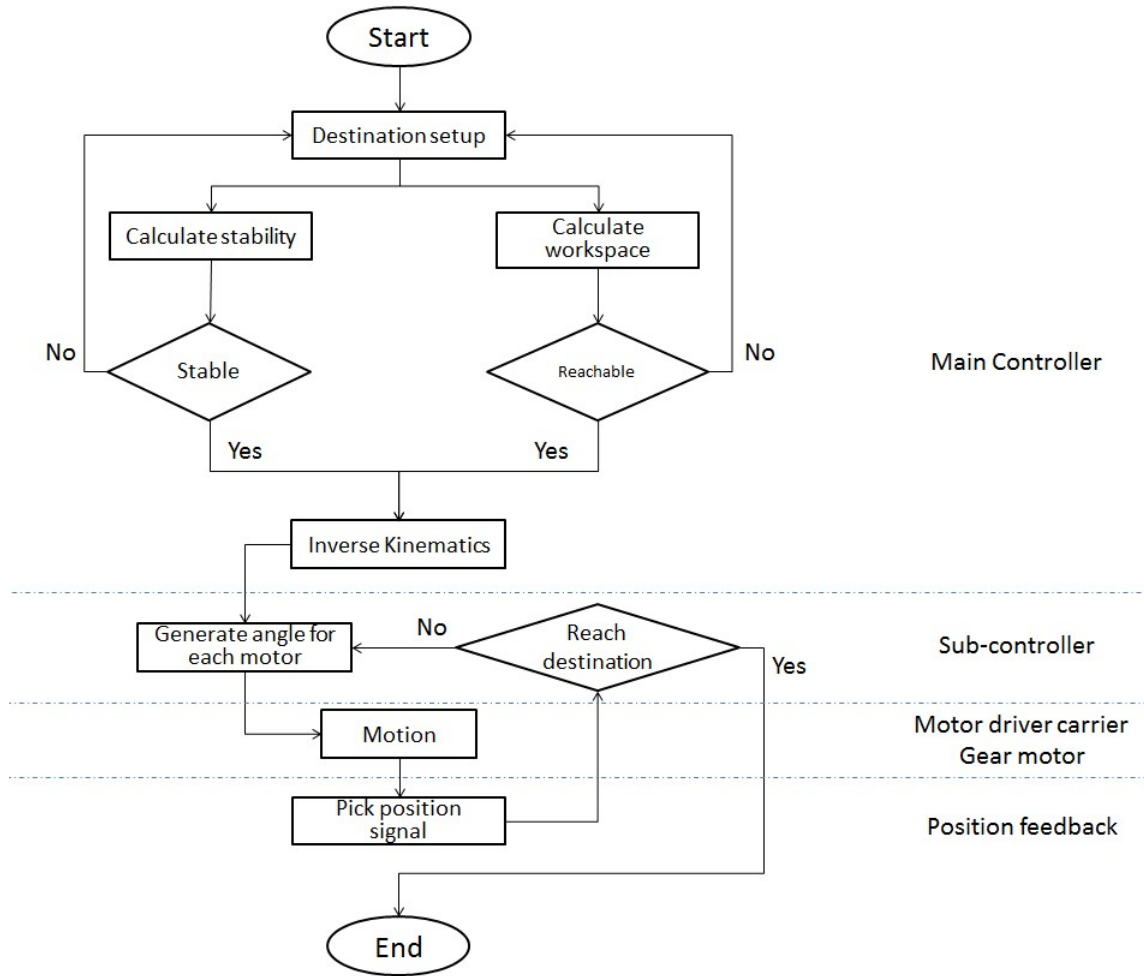 Start
Destination setup
Calculate stability
Calculate
workspace
No
Stable
Reachable
No
Main Controller
Yes
Yes
Inverse Kinematics
Generate angle for
each motor
No
Reach
destination
Yes
Sub-controller
Motion
Motor driver carrier
Gear motor
Pick position
signal
Position feedback
End